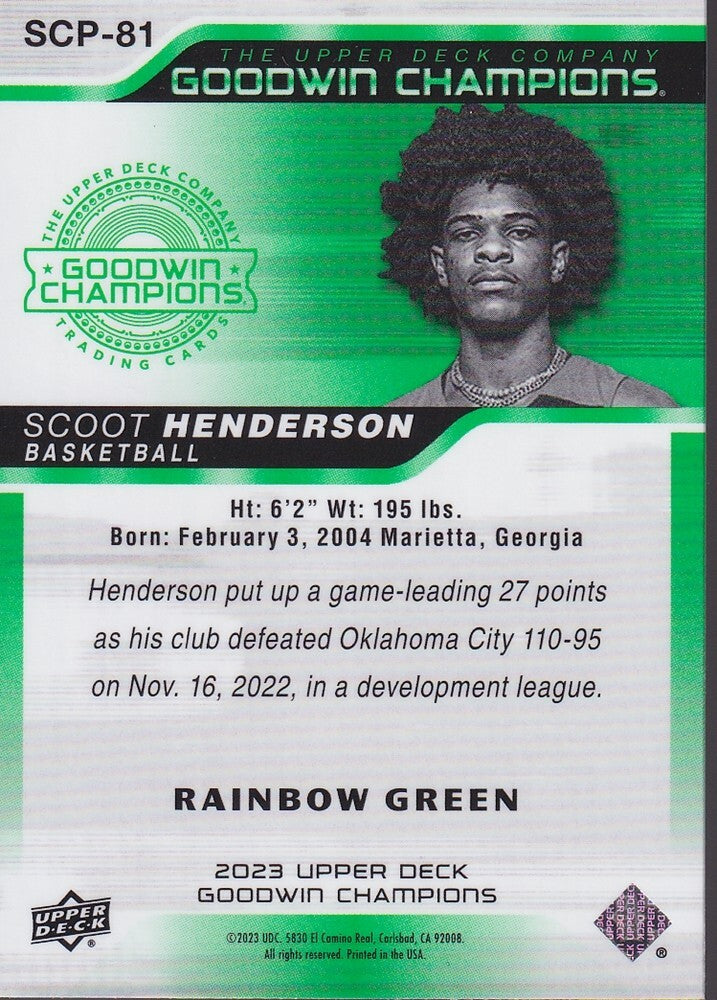 SCP-81
THE UPPER DECK COMPANY
GOODWIN CHAMPIONS®
THE UPPER DECK COMPANY
★ GOODWIN ★
CHAMPIONS
TRADING CARDS
SCOOT HENDERSON
BASKETBALL
Ht: 6'2" Wt: 195 lbs.
Born: February 3, 2004 Marietta, Georgia
Henderson put up a game-leading 27 points
as his club defeated Oklahoma City 110-95
on Nov. 16, 2022, in a development league.
RAINBOW GREEN
2023 UPPER DECK
GOODWIN CHAMPIONS
UPPER
D·E·C·K
®
©2023 UDC. 5830 El Camino Real, Carlsbad, CA 92008.
All rights reserved. Printed in the USA.
®